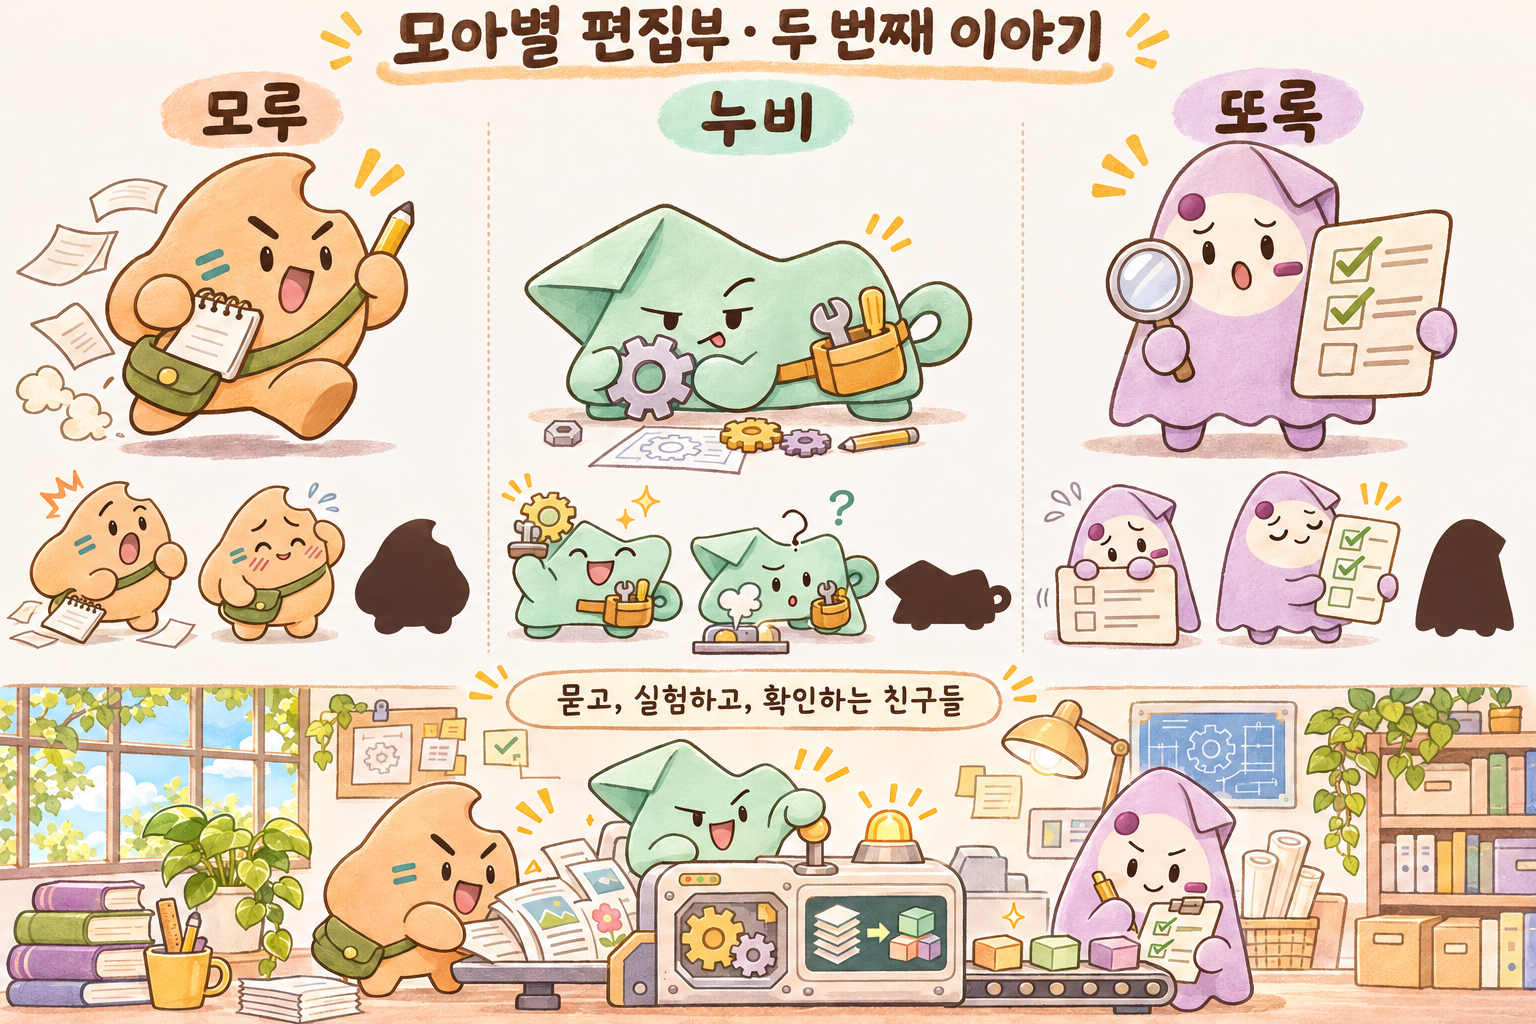 모아별 편집부 · 두 번째 이야기
모루
누비
또록
묻고, 실험하고, 확인하는 친구들